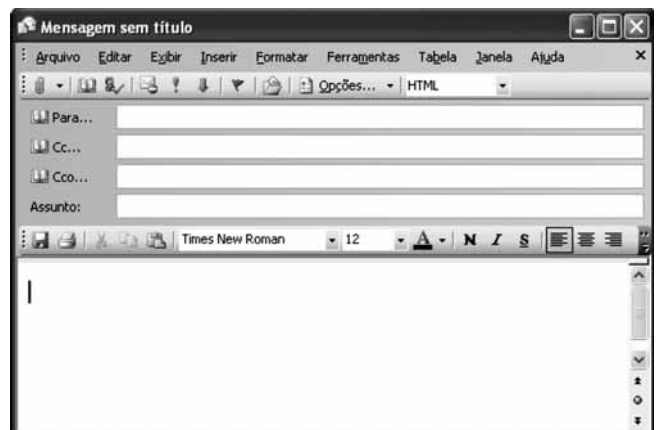 Mensagem sem título
Arquivo Editar Exibir Inserir Formatar Ferramentas Tabela Janela Ajuda
Opções... HTML
Para...
Cc...
Cco...
Assunto:
Times New Roman 12 A N I S